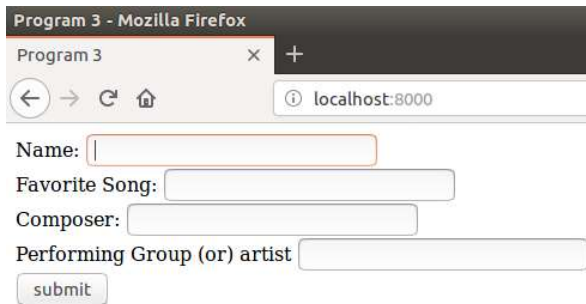 Program 3 - Mozilla Firefox
Program 3 × +
localhost:8000
Name:
Favorite Song:
Composer:
Performing Group (or) artist
submit